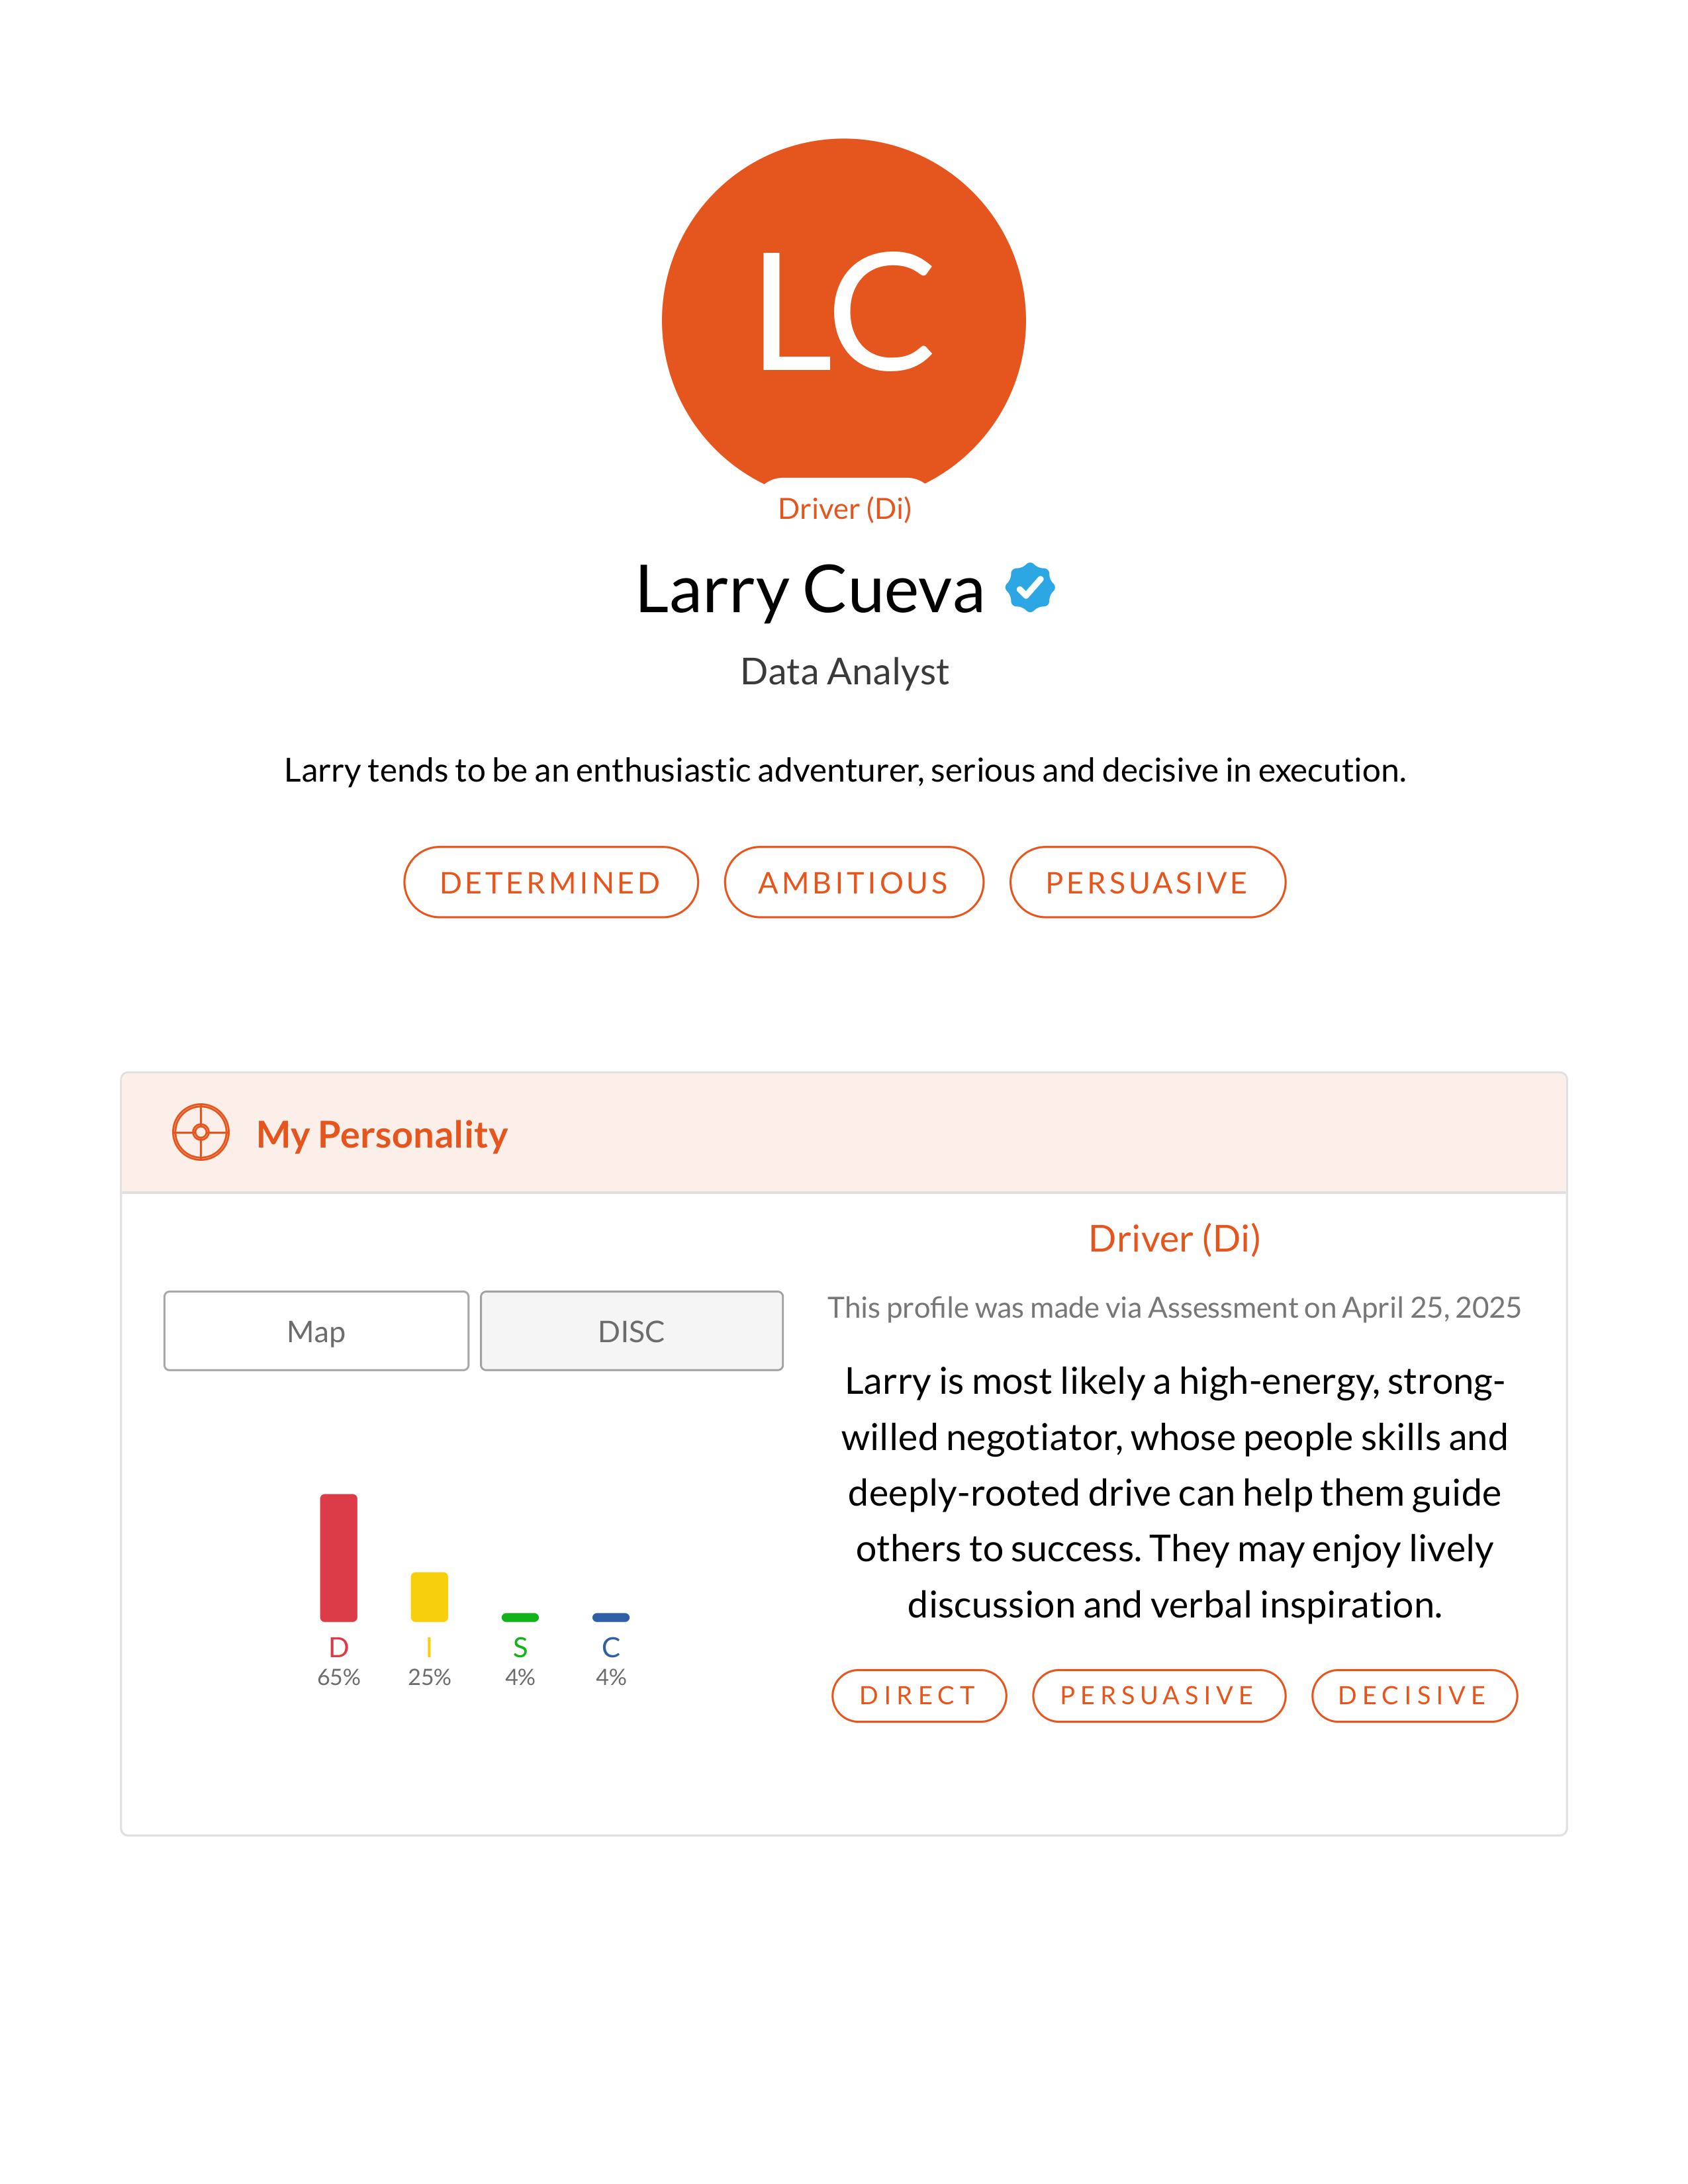 LC
Driver (Di)
Larry Cueva
Data Analyst
Larry tends to be an enthusiastic adventurer, serious and decisive in execution.
DETERMINED AMBITIOUS PERSUASIVE
My Personality
Map DISC
D I S C
65% 25% 4% 4%
Driver (Di)
This profile was made via Assessment on April 25, 2025
Larry is most likely a high-energy, strong-
willed negotiator, whose people skills and
deeply-rooted drive can help them guide
others to success. They may enjoy lively
discussion and verbal inspiration.
DIRECT PERSUASIVE DECISIVE